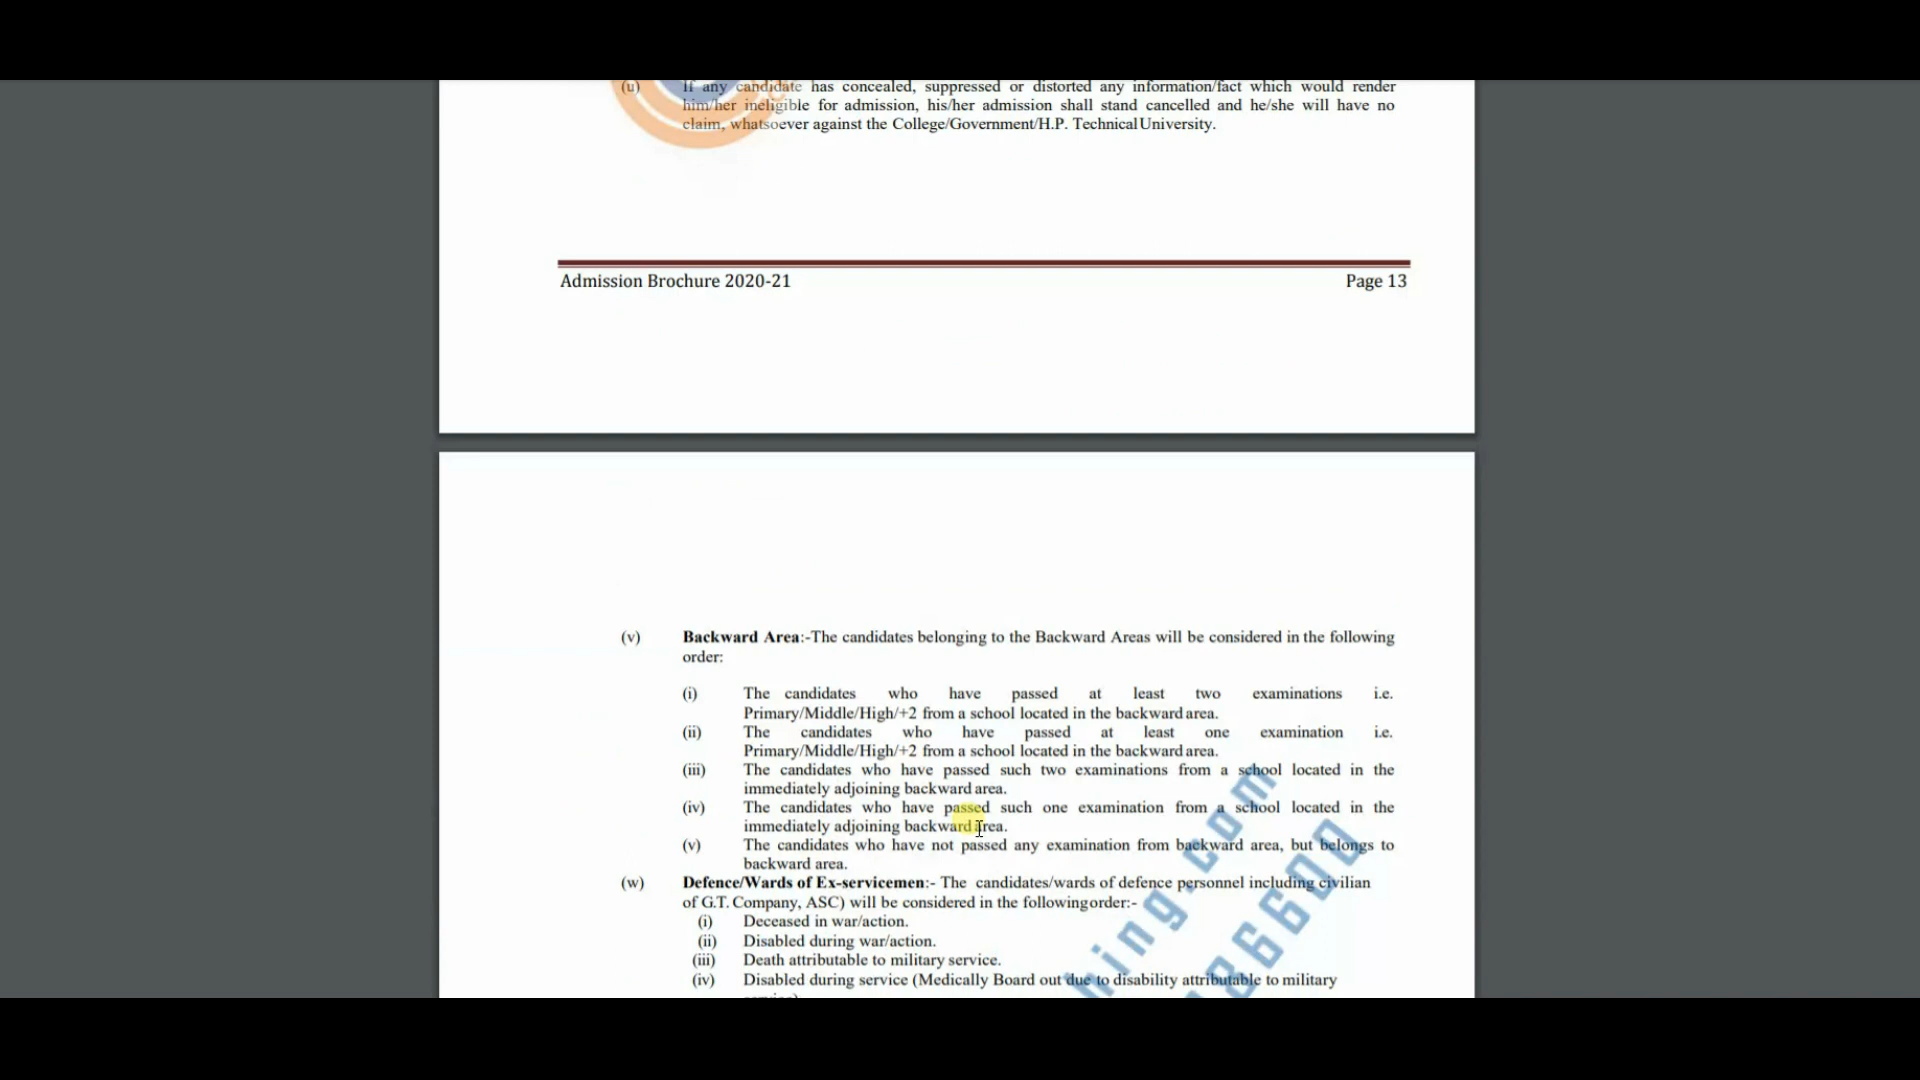 (u) If any candidate has concealed, suppressed or distorted any information/fact which would render
him/her ineligible for admission, his/her admission shall stand cancelled and he/she will have no
claim, whatsoever against the College/Government/H.P. Technical University.
Admission Brochure 2020-21 Page 13
(v) Backward Area:-The candidates belonging to the Backward Areas will be considered in the following
order:
(i) The candidates who have passed at least two examinations i.e.
Primary/Middle/High/+2 from a school located in the backward area.
(ii) The candidates who have passed at least one examination i.e.
Primary/Middle/High/+2 from a school located in the backward area.
(iii) The candidates who have passed such two examinations from a school located in the
immediately adjoining backward area.
(iv) The candidates who have passed such one examination from a school located in the
immediately adjoining backward area.
(v) The candidates who have not passed any examination from backward area, but belongs to
backward area.
(w) Defence/Wards of Ex-servicemen:- The candidates/wards of defence personnel including civilian
of G.T. Company, ASC) will be considered in the followingorder:-
(i) Deceased in war/action.
(ii) Disabled during war/action.
(iii) Death attributable to military service.
(iv) Disabled during service (Medically Board out due to disability attributable to military
hing.com
86600